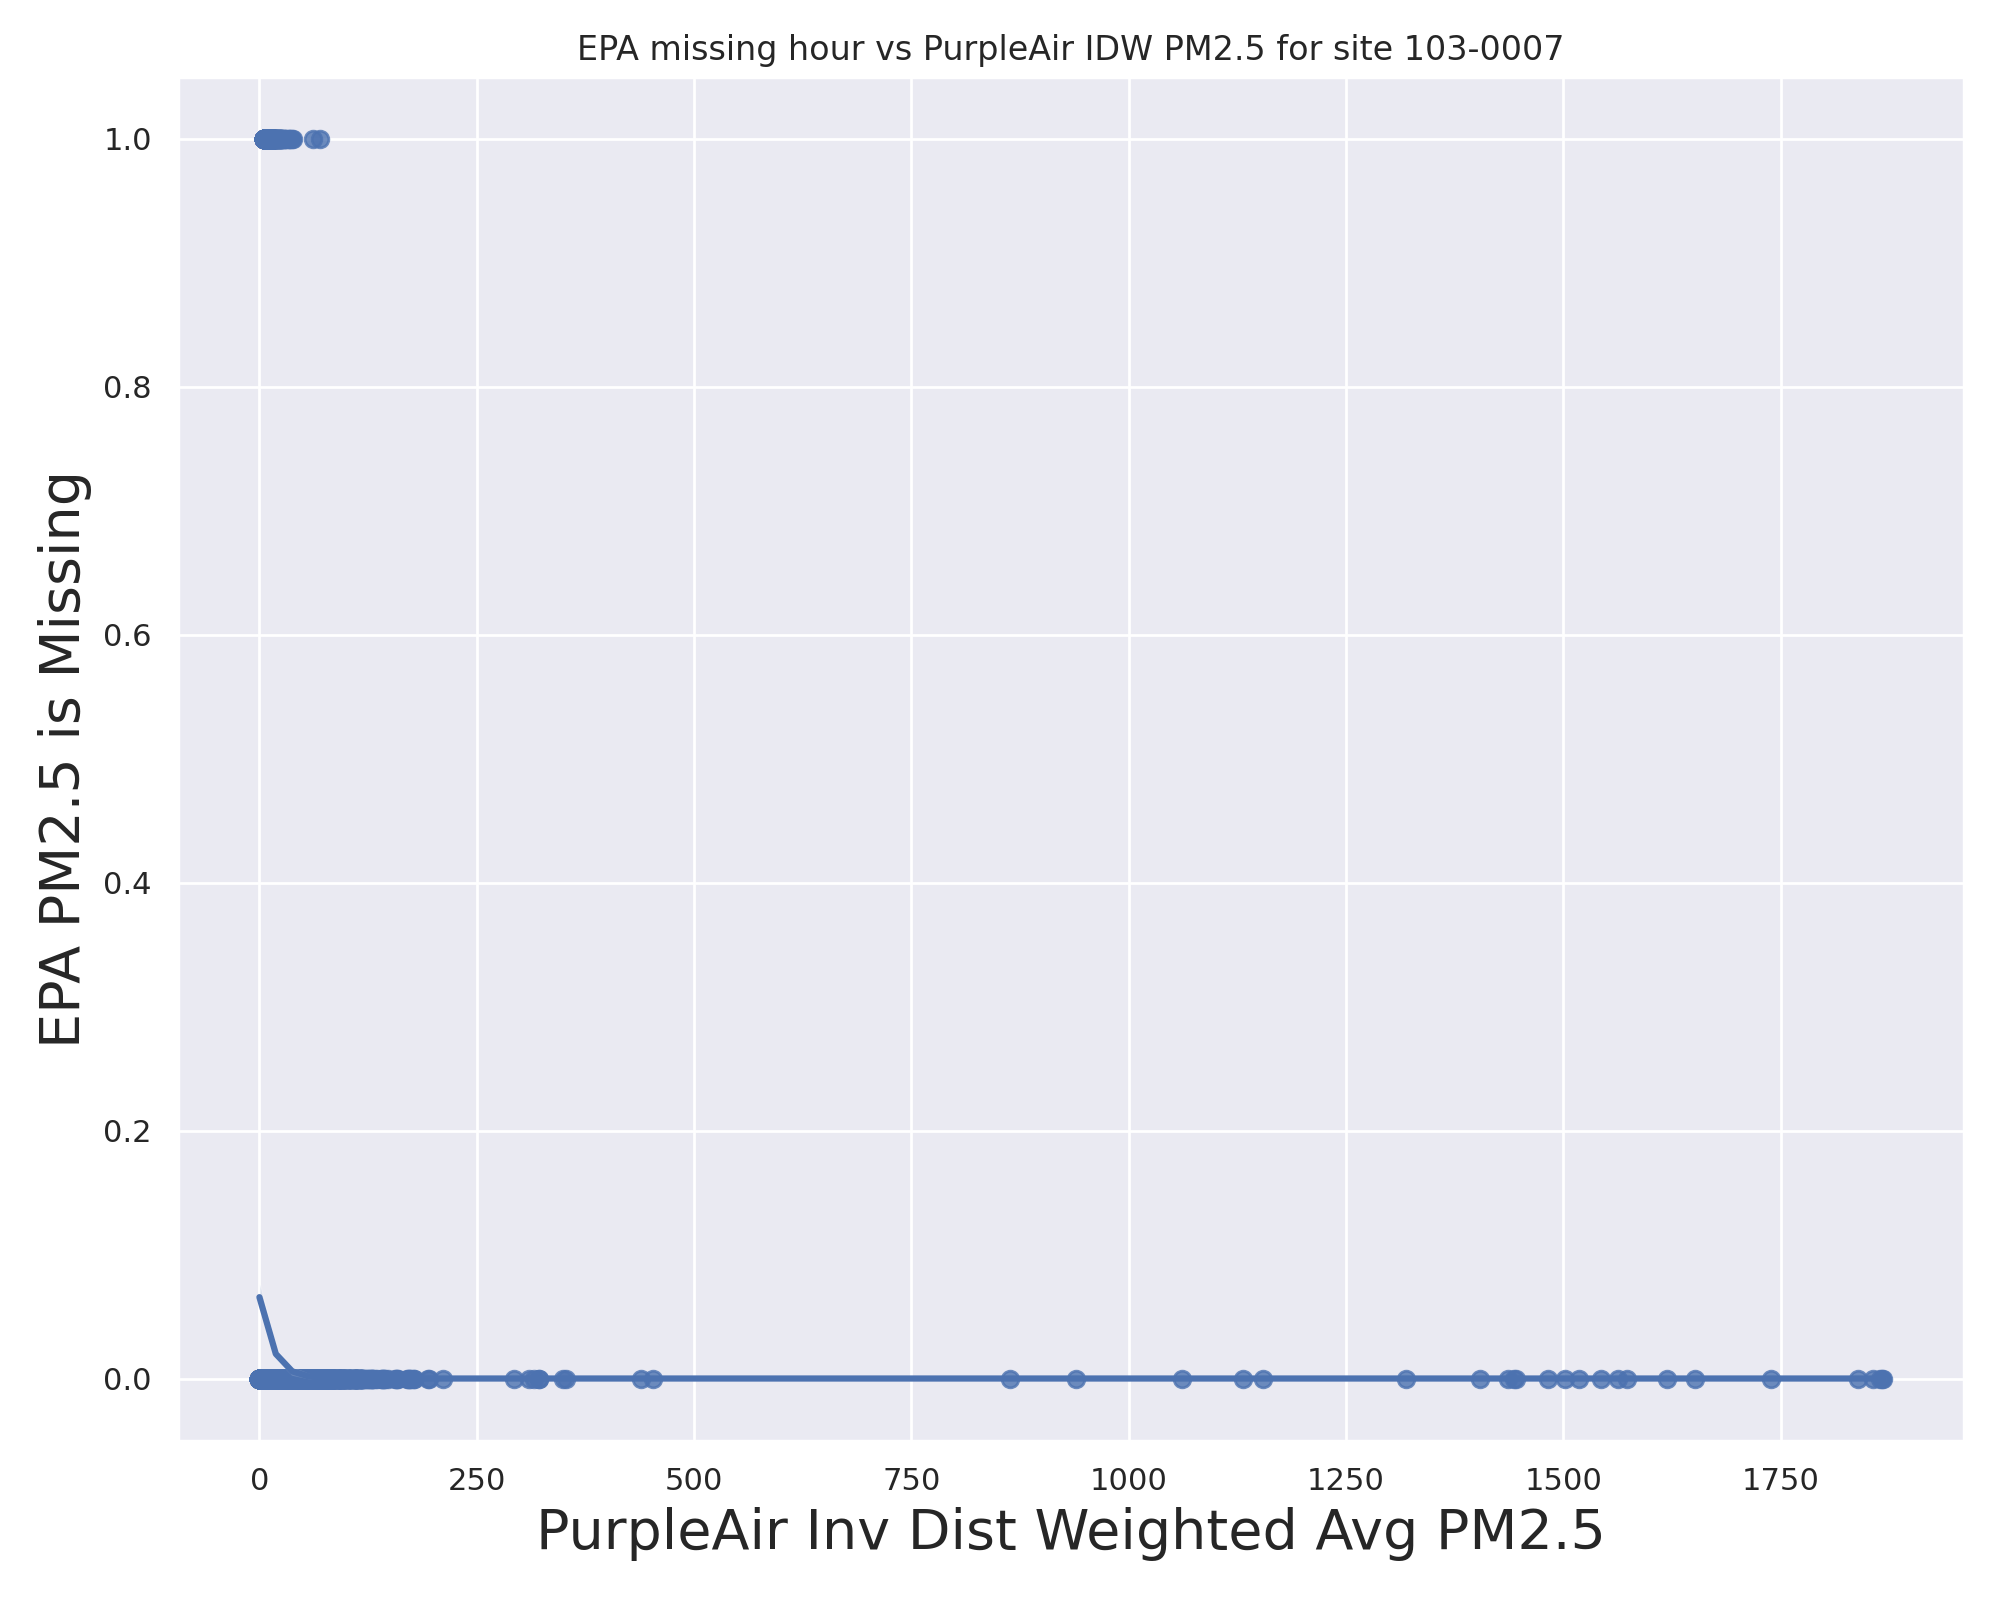 EPA missing hour vs PurpleAir IDW PM2.5 for site 103-0007
EPA PM2.5 is Missing
1.0
0.8
0.6
0.4
0.2
0.0
0 250 500 750 1000 1250 1500 1750
PurpleAir Inv Dist Weighted Avg PM2.5